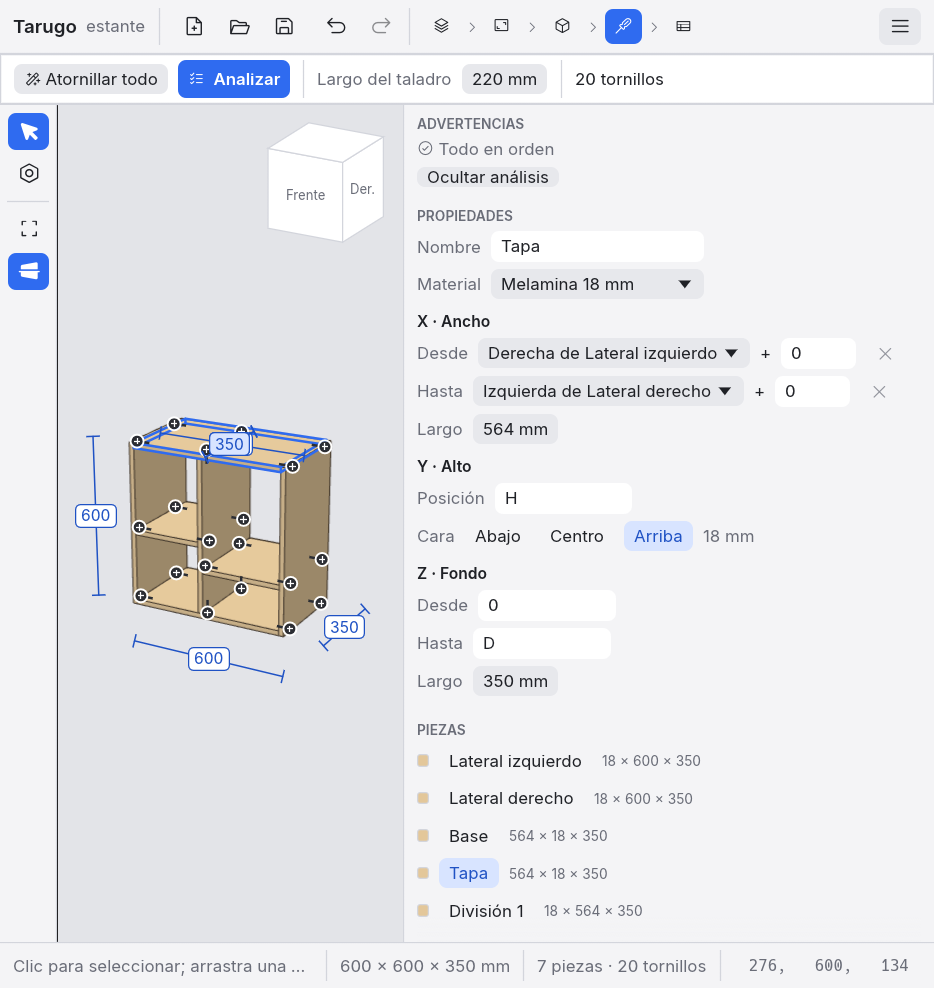 Tarugo estante
Atornillar todo Analizar Largo del taladro 220 mm 20 tornillos
ADVERTENCIAS
Todo en orden
Ocultar análisis
PROPIEDADES
Nombre Tapa
Material Melamina 18 mm
X · Ancho
Desde Derecha de Lateral izquierdo + 0
Hasta Izquierda de Lateral derecho + 0
Largo 564 mm
Y · Alto
Posición H
Cara Abajo Centro Arriba 18 mm
Z · Fondo
Desde 0
Hasta D
Largo 350 mm
PIEZAS
Lateral izquierdo 18 × 600 × 350
Lateral derecho 18 × 600 × 350
Base 564 × 18 × 350
Tapa 564 × 18 × 350
División 1 18 × 564 × 350
Frente Der.
350
600
350
600
Clic para seleccionar; arrastra una ... 600 × 600 × 350 mm 7 piezas · 20 tornillos 276, 600, 134